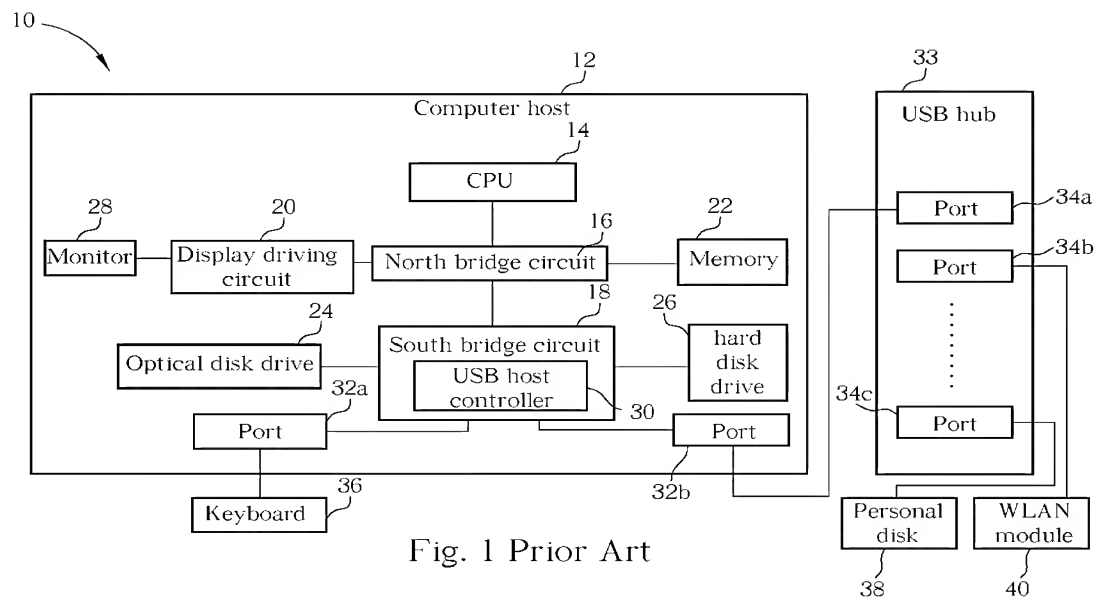 10
12
33
Computer host
USB hub
14
CPU
34a
Port
28
20
16
22
34b
Monitor
Display driving
circuit
North bridge circuit
Memory
Port
24
18
26
Optical disk drive
South bridge circuit
hard
disk
drive
USB host
controller
30
32a
34c
Port
Port
Port
32b
36
Keyboard
Personal
disk
WLAN
module
38
40
Fig. 1 Prior Art